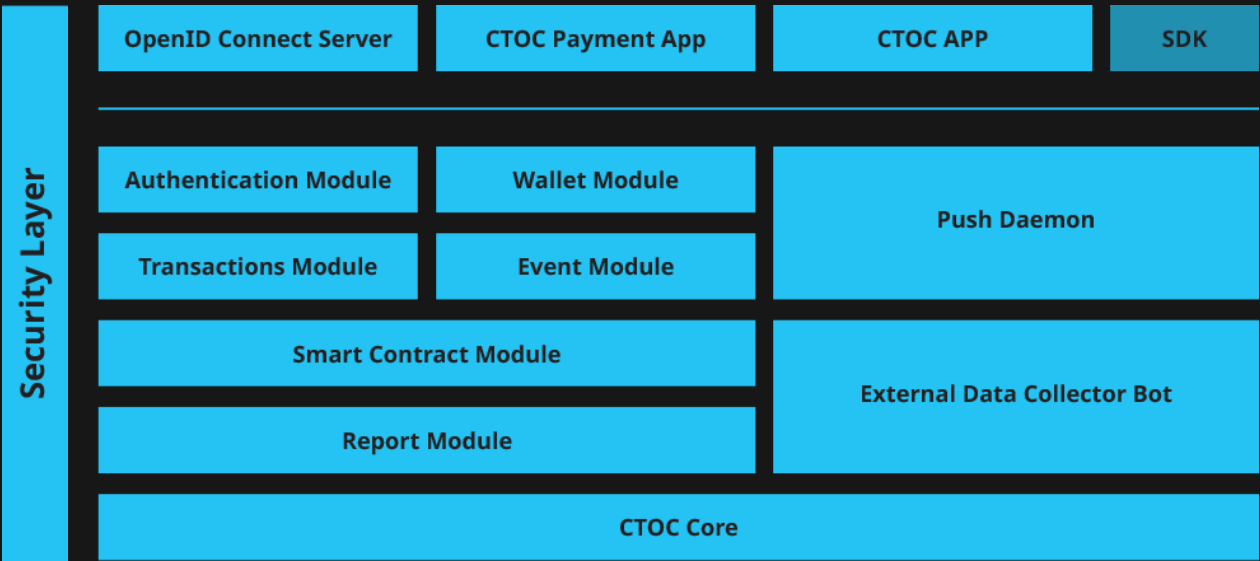 Security Layer
OpenID Connect Server
CTOC Payment App
CTOC APP
SDK
Authentication Module
Wallet Module
Push Daemon
Transactions Module
Event Module
Smart Contract Module
External Data Collector Bot
Report Module
CTOC Core